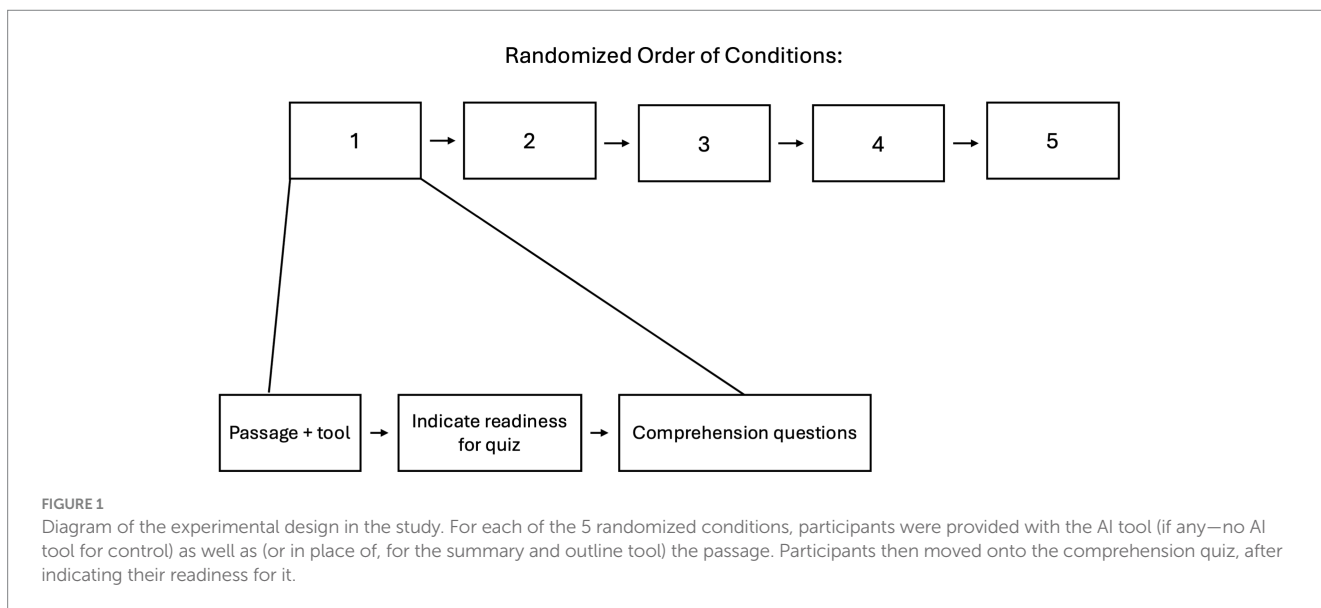 Randomized Order of Conditions:
1
2
3
4
5
Passage + tool
Indicate readiness
for quiz
Comprehension questions
FIGURE 1
Diagram of the experimental design in the study. For each of the 5 randomized conditions, participants were provided with the AI tool (if any—no AI
tool for control) as well as (or in place of, for the summary and outline tool) the passage. Participants then moved onto the comprehension quiz, after
indicating their readiness for it.